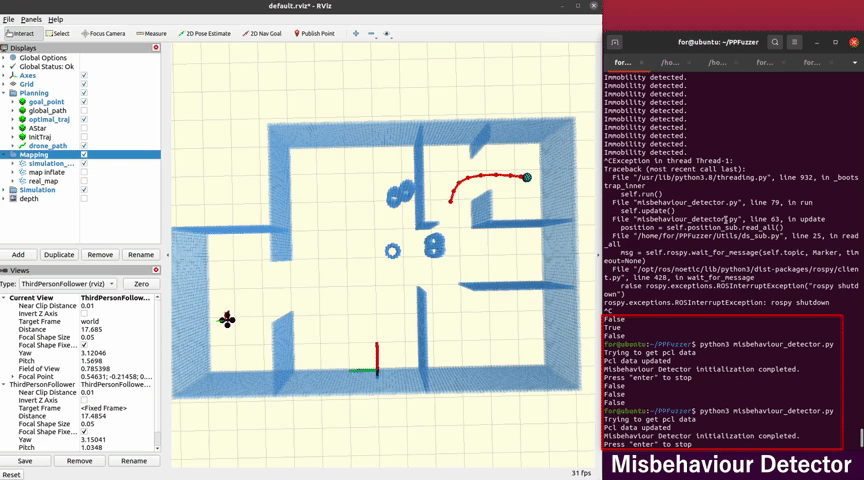 default.rviz* - RViz
File Panels Help
Interact Select Focus Camera Measure 2D Pose Estimate 2D Nav Goal Publish Point
Displays
Global Options
Global Status: Ok
Axes
Grid
Planning
goal_point
global_path
optimal_traj
AStar
InitTraj
drone_path
Mapping
simulation_...
map inflate
real_map
Simulation
depth
Add Duplicate Remove Rename
Views
Type: ThirdPersonFollower (rviz) Zero
Current View ThirdPersonFollow...
Near Clip Distance 0.01
Invert Z Axis
Target Frame world
Distance 17.685
Focal Shape Size 0.05
Focal Shape Fixe...
Yaw 3.12046
Pitch 1.5698
Field of View 0.785398
Focal Point 0.54631; -0.21458; 0...
ThirdPersonFollower ThirdPersonFollowe...
Near Clip Distance 0.01
Invert Z Axis
Target Frame <Fixed Frame>
Distance 17.4854
Focal Shape Size 0.05
Focal Shape Fixe...
Yaw 3.15041
Pitch 1.0348
Save Remove Rename
Reset
31 fps
for@ubuntu: ~/PPFuzzer
for... /ho... /ho... for... for...
Immobility detected.
Immobility detected.
Immobility detected.
Immobility detected.
Immobility detected.
Immobility detected.
Immobility detected.
Immobility detected.
Immobility detected.
Immobility detected.
^CException in thread Thread-1:
Traceback (most recent call last):
File "/usr/lib/python3.8/threading.py", line 932, in _boots
trap_inner
self.run()
File "misbehaviour_detector.py", line 79, in run
self.update()
File "misbehaviour_detector.py", line 63, in update
position = self.position_sub.read_all()
File "/home/for/PPFuzzer/Utils/ds_sub.py", line 25, in read
_all
msg = self.rospy.wait_for_message(self.topic, Marker, tim
eout=None)
File "/opt/ros/noetic/lib/python3/dist-packages/rospy/clien
t.py", line 428, in wait_for_message
raise rospy.exceptions.ROSInterruptException("rospy shutd
own")
rospy.exceptions.ROSInterruptException: rospy shutdown
^C
False
True
False
for@ubuntu:~/PPFuzzer$ python3 misbehaviour_detector.py
Trying to get pcl data
Pcl data updated
Misbehaviour Detector initialization completed.
Press "enter" to stop
False
False
False
for@ubuntu:~/PPFuzzer$ python3 misbehaviour_detector.py
Trying to get pcl data
Pcl data updated
Misbehaviour Detector initialization completed.
Press "enter" to stop
Misbehaviour Detector